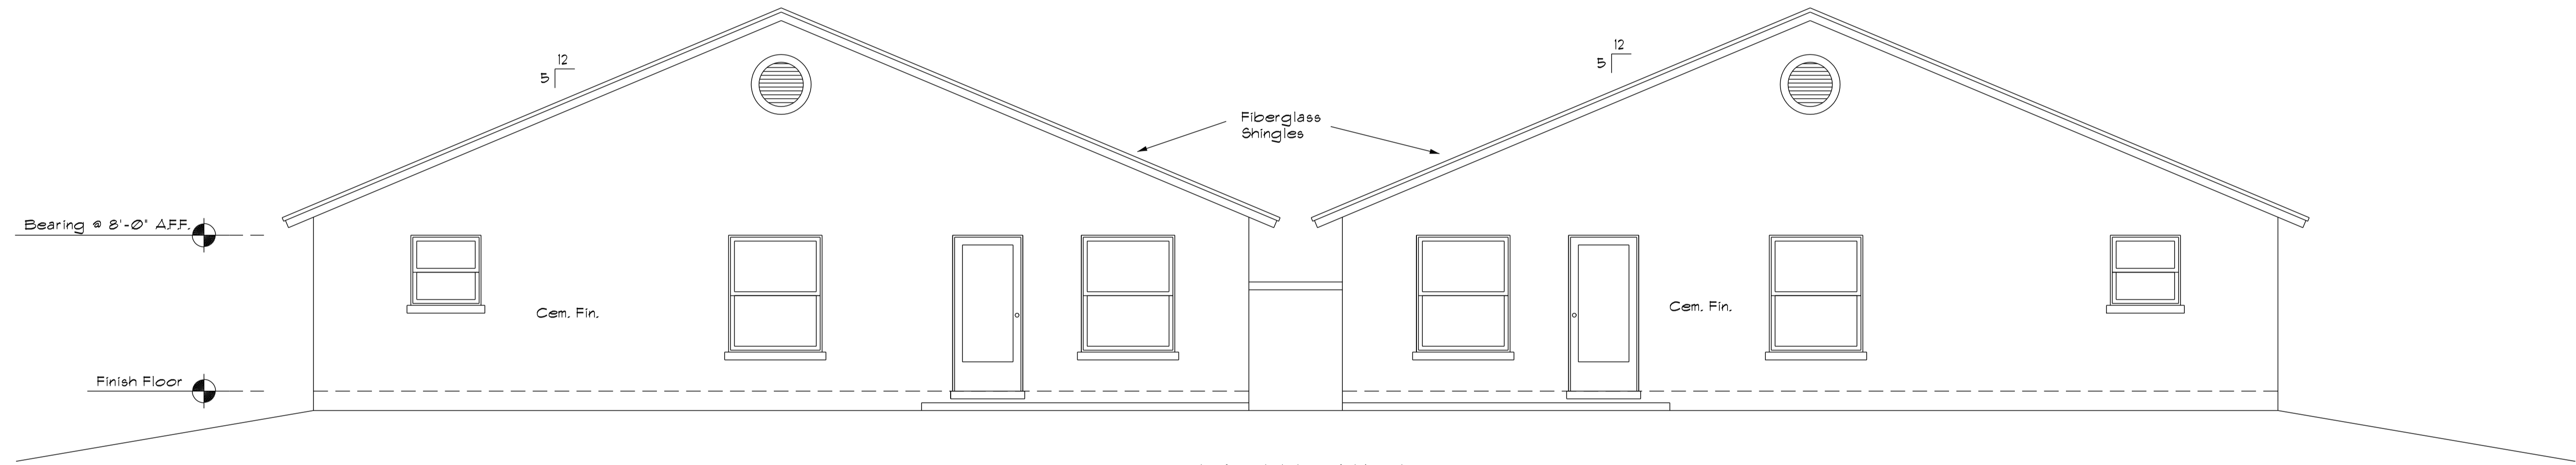 12
5
12
5
Fiberglass
Shingles
Bearing @ 8'-0" A.F.F.
Cem. Fin.
Cem. Fin.
Finish Floor